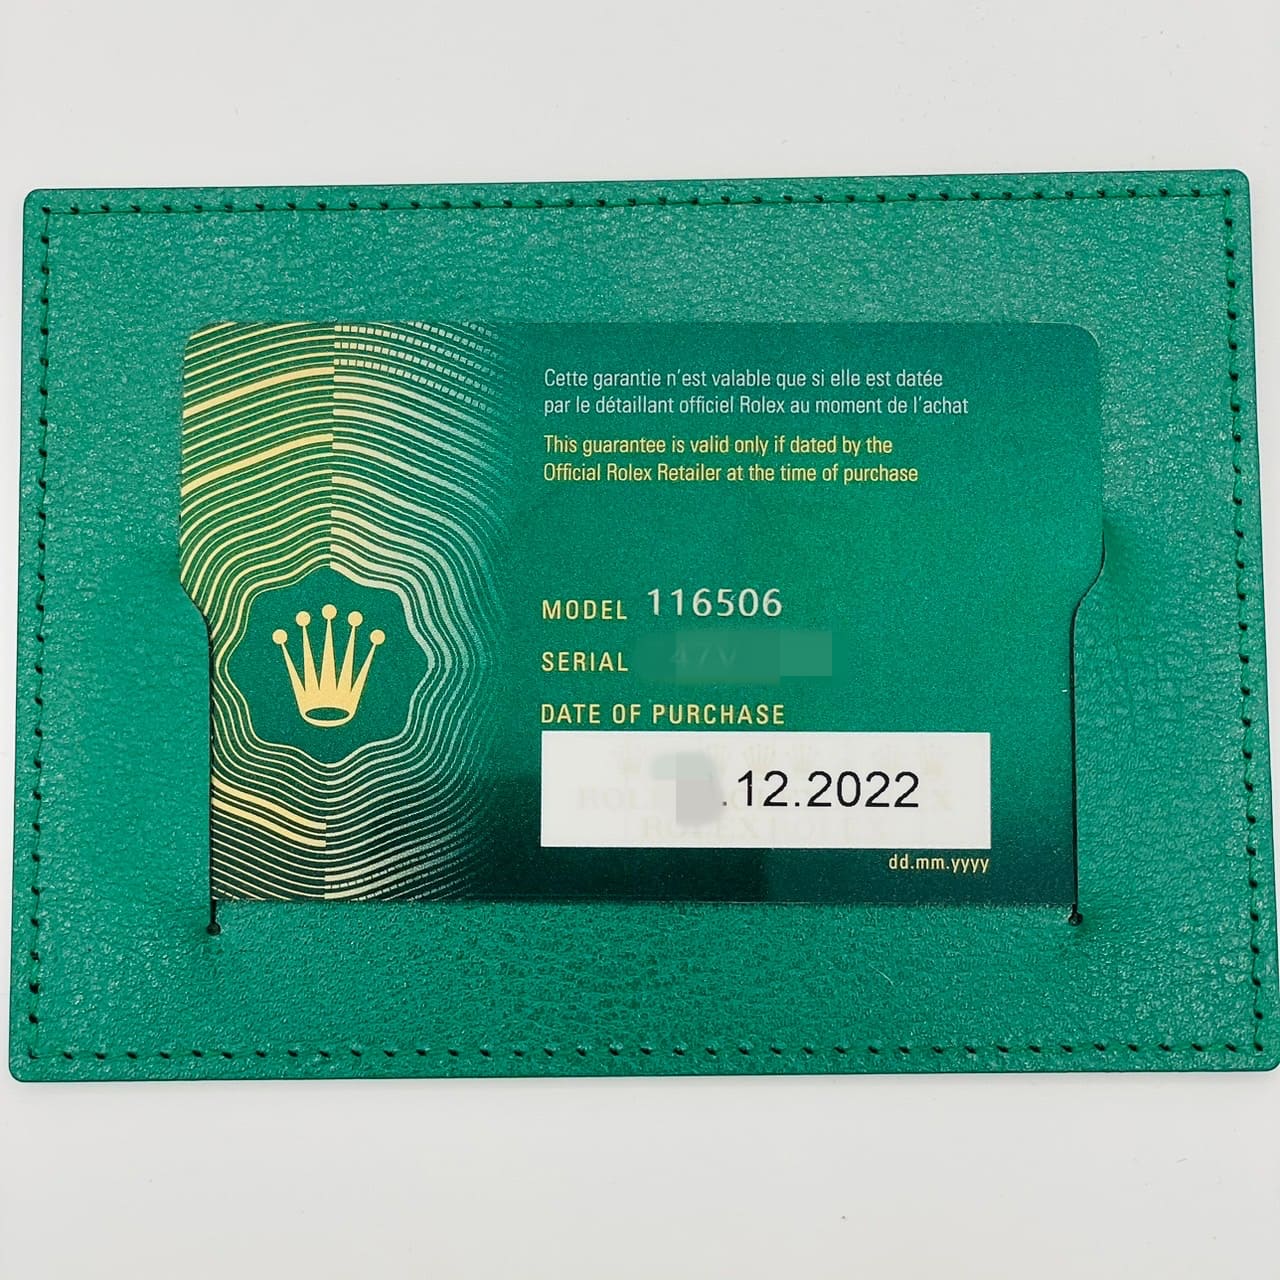 Cette garantie n'est valable que si elle est datée
par le détaillant officiel Rolex au moment de l'achat
This guarantee is valid only if dated by the
Official Rolex Retailer at the time of purchase
MODEL 116506
SERIAL
DATE OF PURCHASE
.12.2022
dd.mm.yyyy